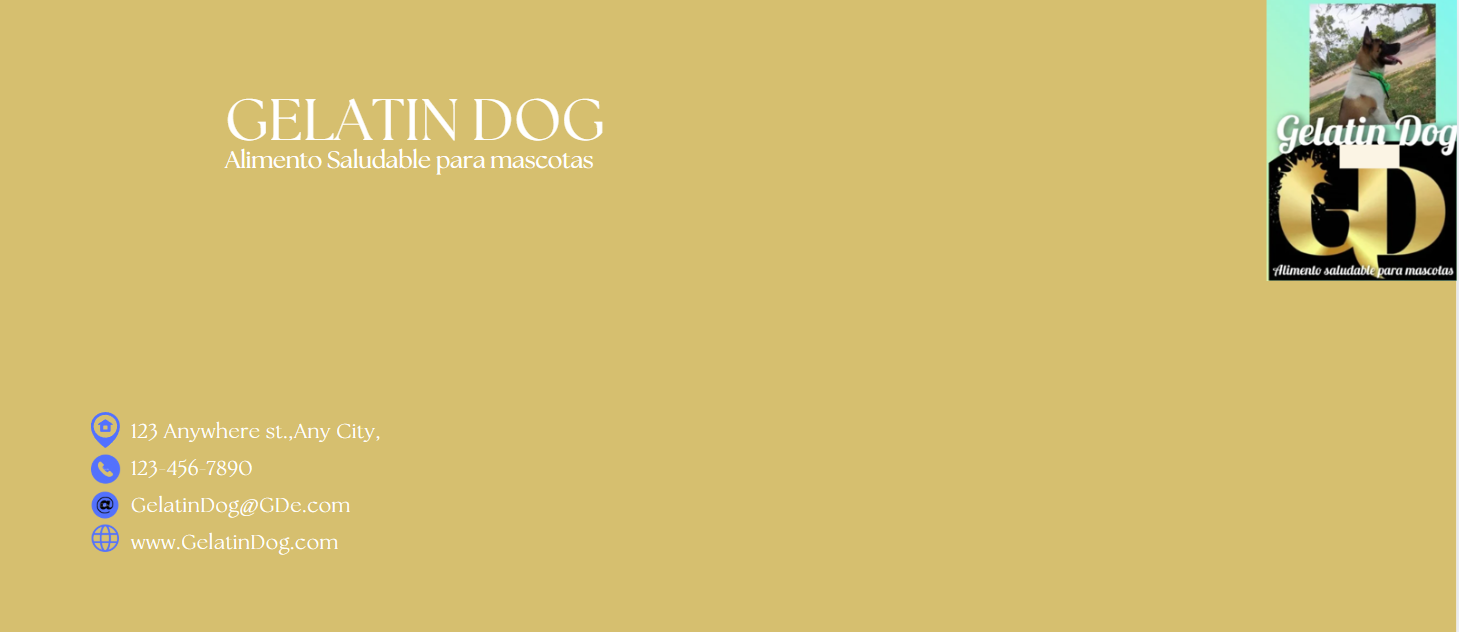 GELATIN DOG
Alimento Saludable para mascotas
Gelatin Dog
GD
Alimento saludable para mascotas
123 Anywhere st.,Any City,
123-456-7890
@
GelatinDog@GDe.com
www.GelatinDog.com